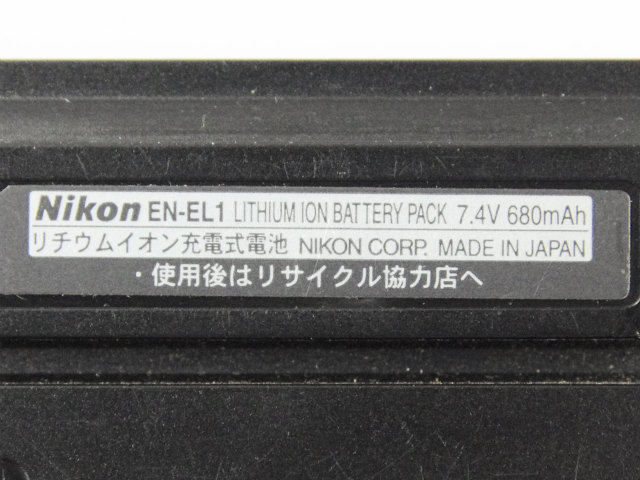 Nikon EN-EL1 LITHIUM ION BATTERY PACK 7.4V 680mAh
リチウムイオン充電式電池 NIKON CORP. MADE IN JAPAN
・使用後はリサイクル協力店へ